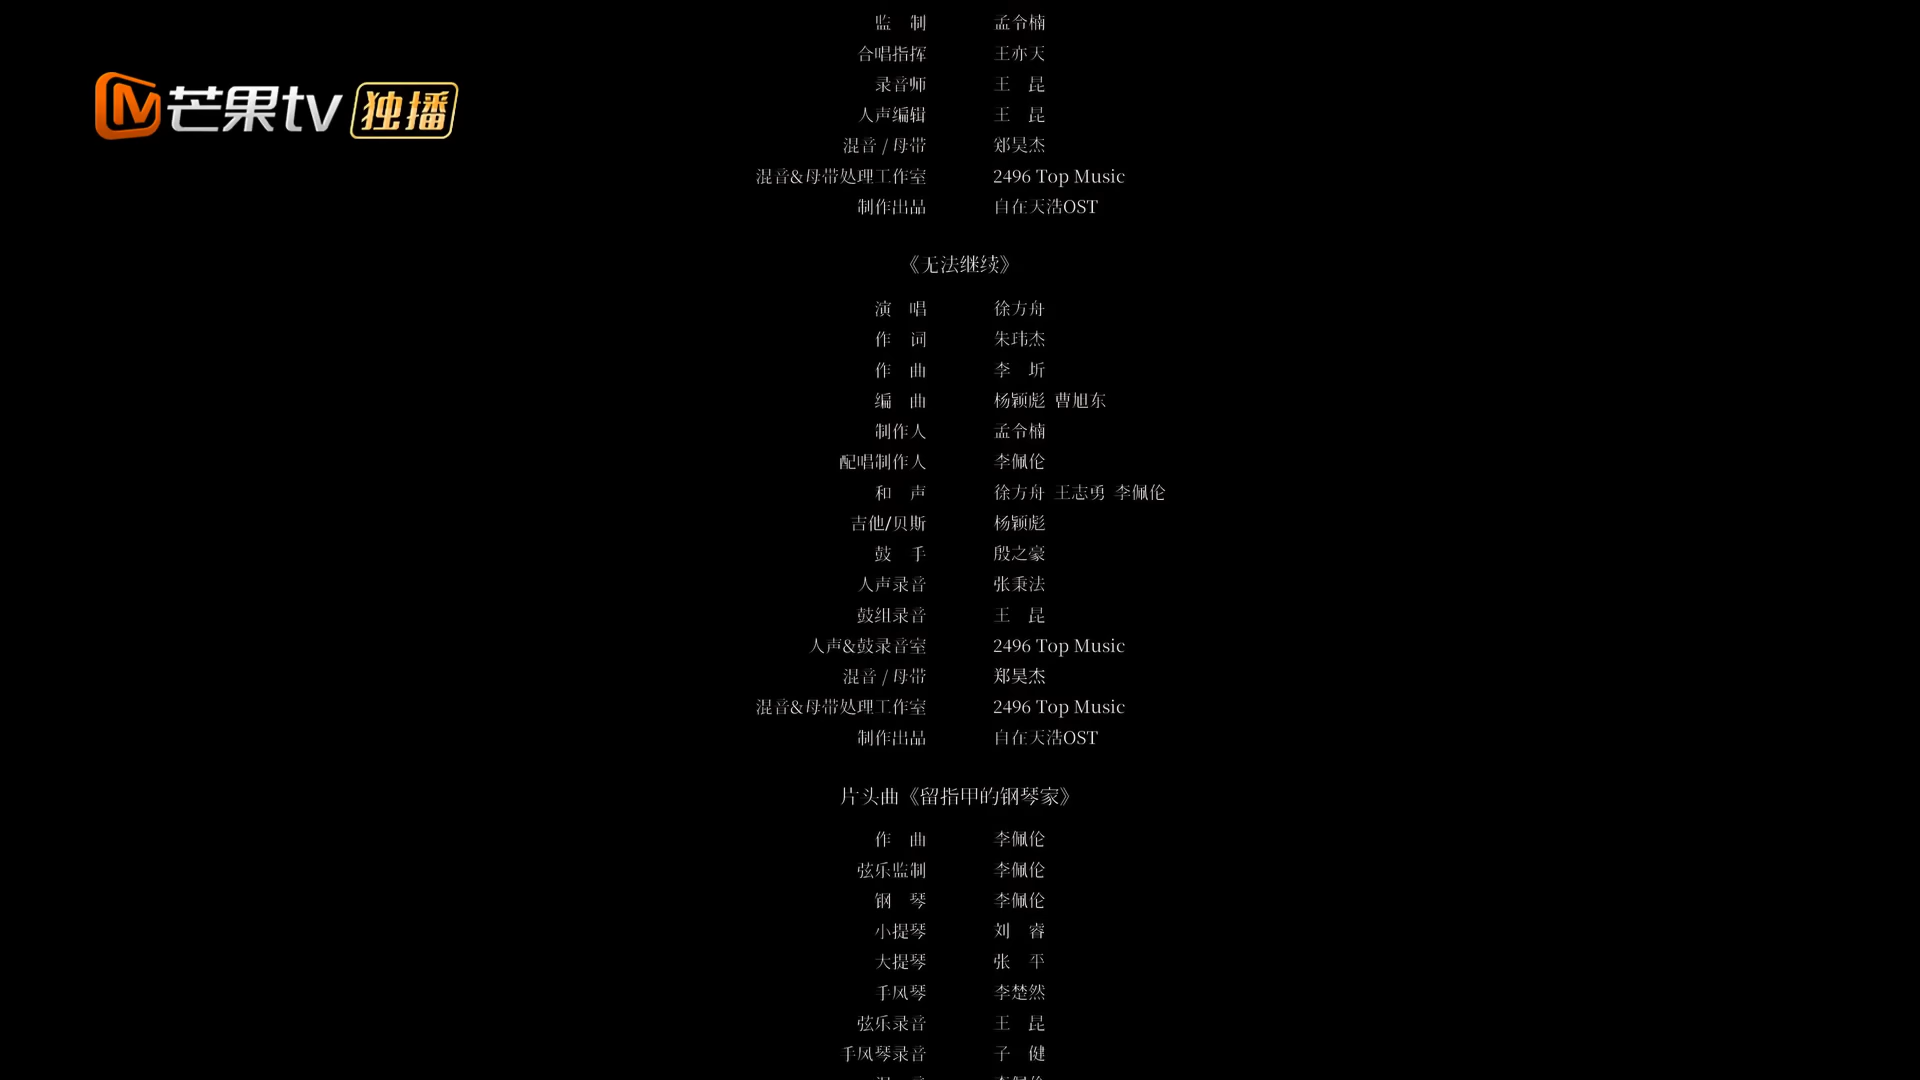 监 制 孟令楠
合唱指挥 王亦天
芒果tv 独播
录音师 王 昆
人声编辑 王 昆
混音 / 母带 郑昊杰
混音&母带处理工作室 2496 Top Music
制作出品 自在天浩OST
《无法继续》
演 唱 徐方舟
作 词 朱玮杰
作 曲 李 圻
编 曲 杨颖彪 曹旭东
制作人 孟令楠
配唱制作人 李佩伦
和 声 徐方舟 王志勇 李佩伦
吉他/贝斯 杨颖彪
鼓 手 殷之豪
人声录音 张秉法
鼓组录音 王 昆
人声&鼓录音室 2496 Top Music
混音 / 母带 郑昊杰
混音&母带处理工作室 2496 Top Music
制作出品 自在天浩OST
片头曲《留指甲的钢琴家》
作 曲 李佩伦
弦乐监制 李佩伦
钢 琴 李佩伦
小提琴 刘 睿
大提琴 张 平
手风琴 李楚然
弦乐录音 王 昆
手风琴录音 子 健
混 音 李佩伦